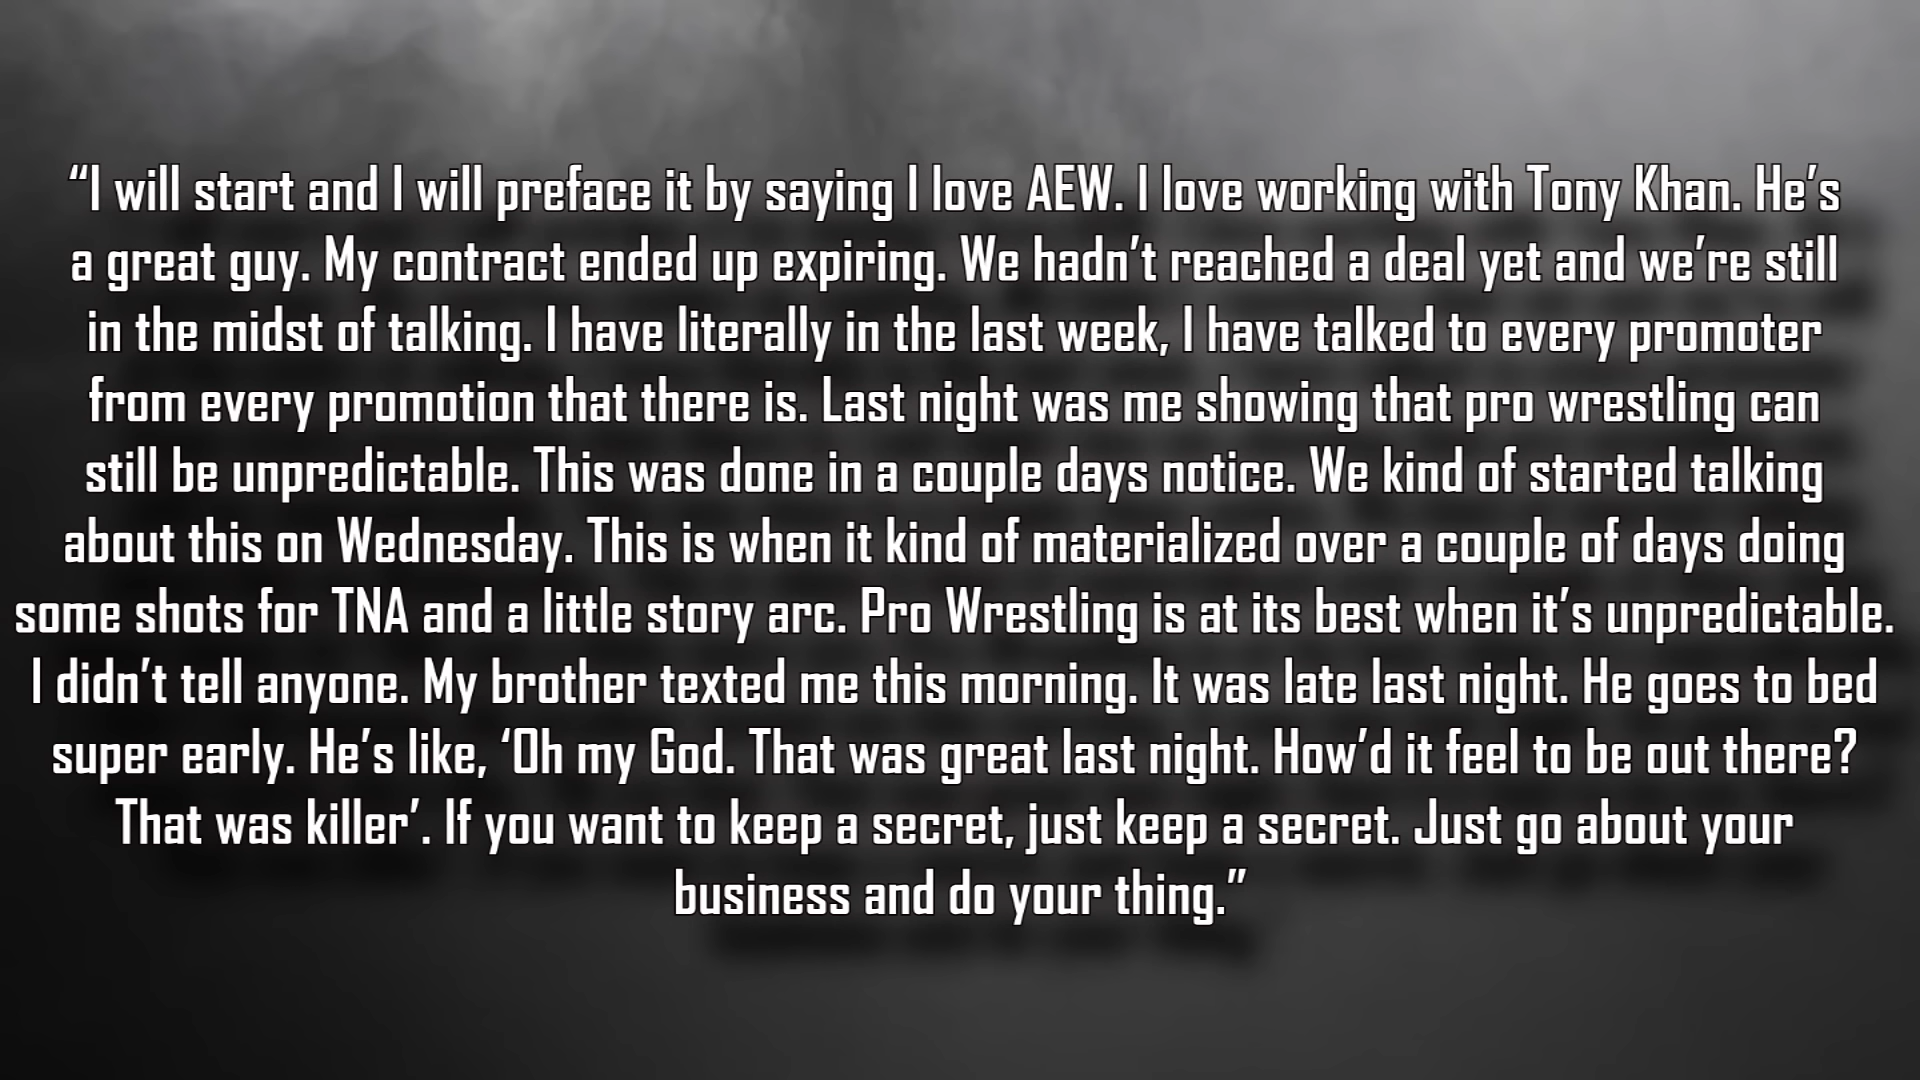 “I will start and I will preface it by saying I love AEW. I love working with Tony Khan. He’s
a great guy. My contract ended up expiring. We hadn’t reached a deal yet and we’re still
in the midst of talking. I have literally in the last week, I have talked to every promoter
from every promotion that there is. Last night was me showing that pro wrestling can
still be unpredictable. This was done in a couple days notice. We kind of started talking
about this on Wednesday. This is when it kind of materialized over a couple of days doing
some shots for TNA and a little story arc. Pro Wrestling is at its best when it’s unpredictable.
I didn’t tell anyone. My brother texted me this morning. It was late last night. He goes to bed
super early. He’s like, ‘Oh my God. That was great last night. How’d it feel to be out there?
That was killer’. If you want to keep a secret, just keep a secret. Just go about your
business and do your thing.”